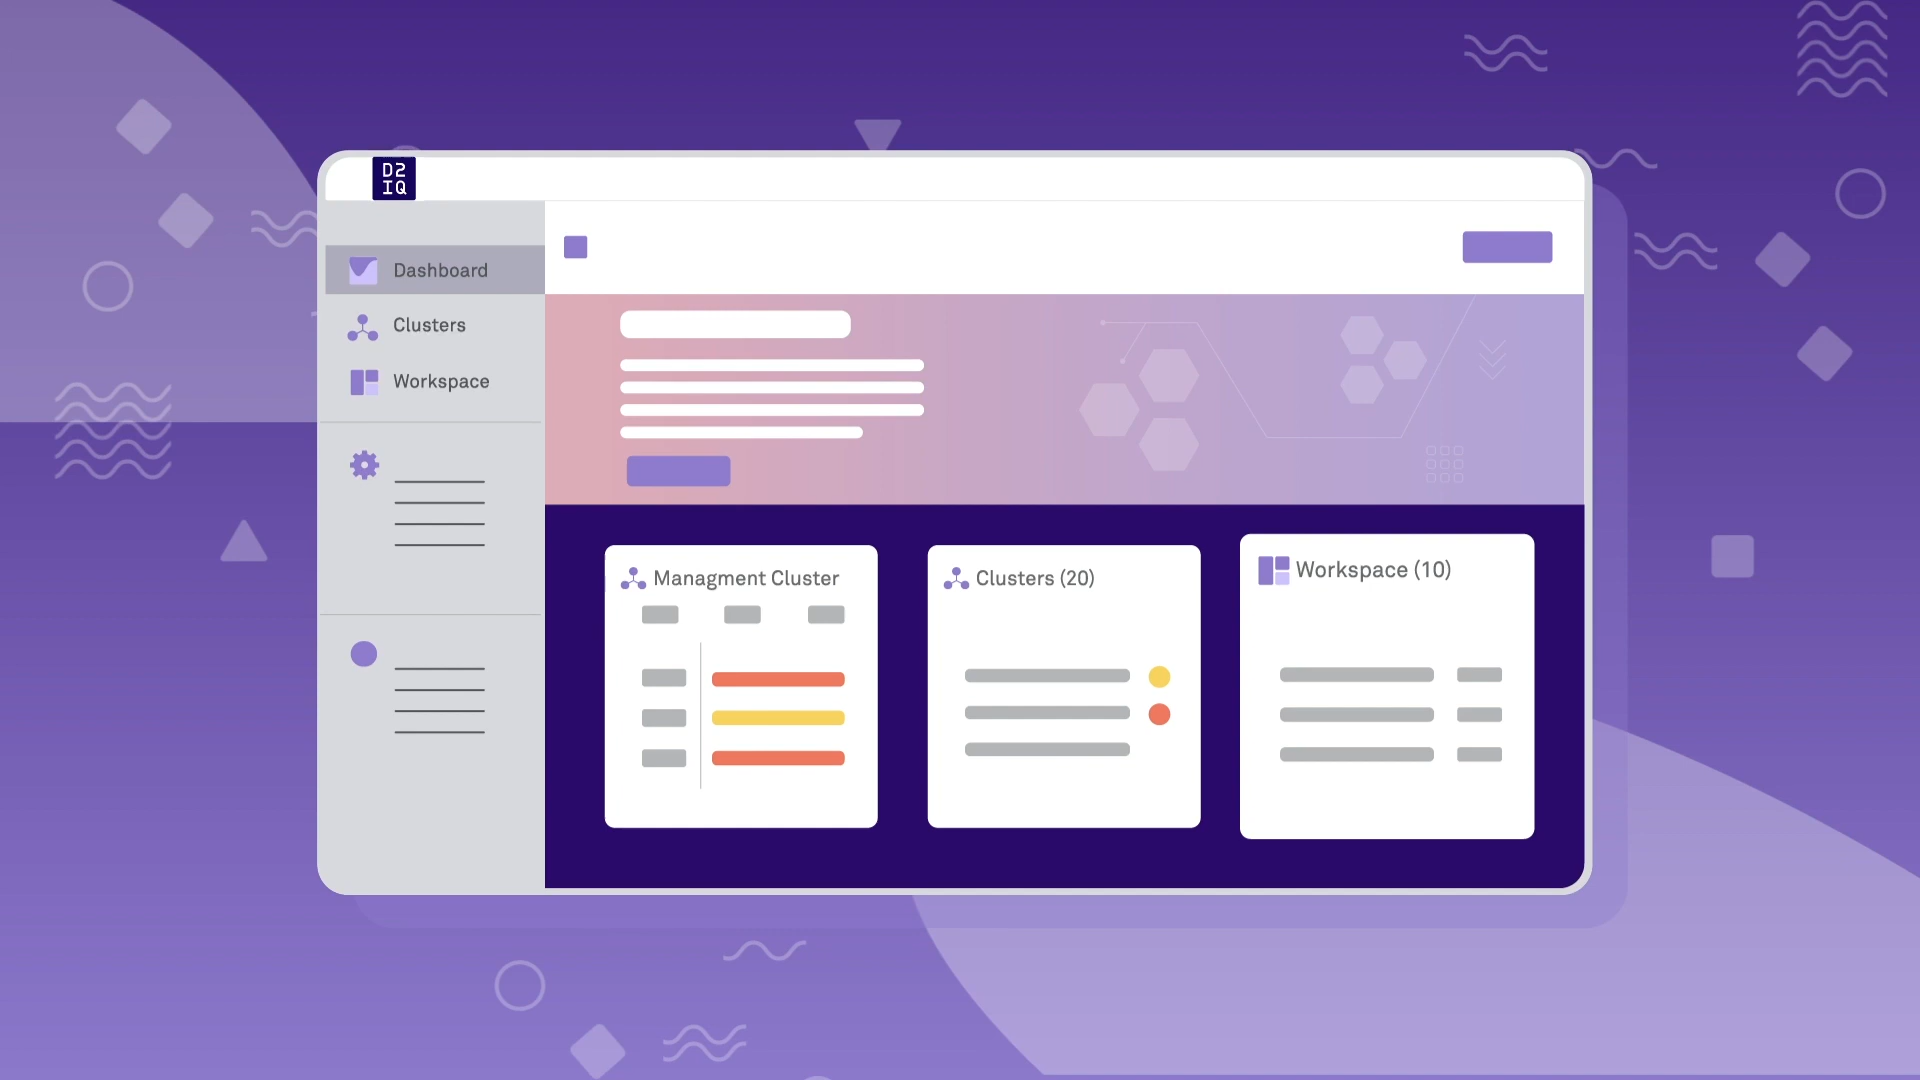 D2
IQ
Dashboard
Clusters
Workspace
Managment Cluster
Clusters (20)
Workspace (10)